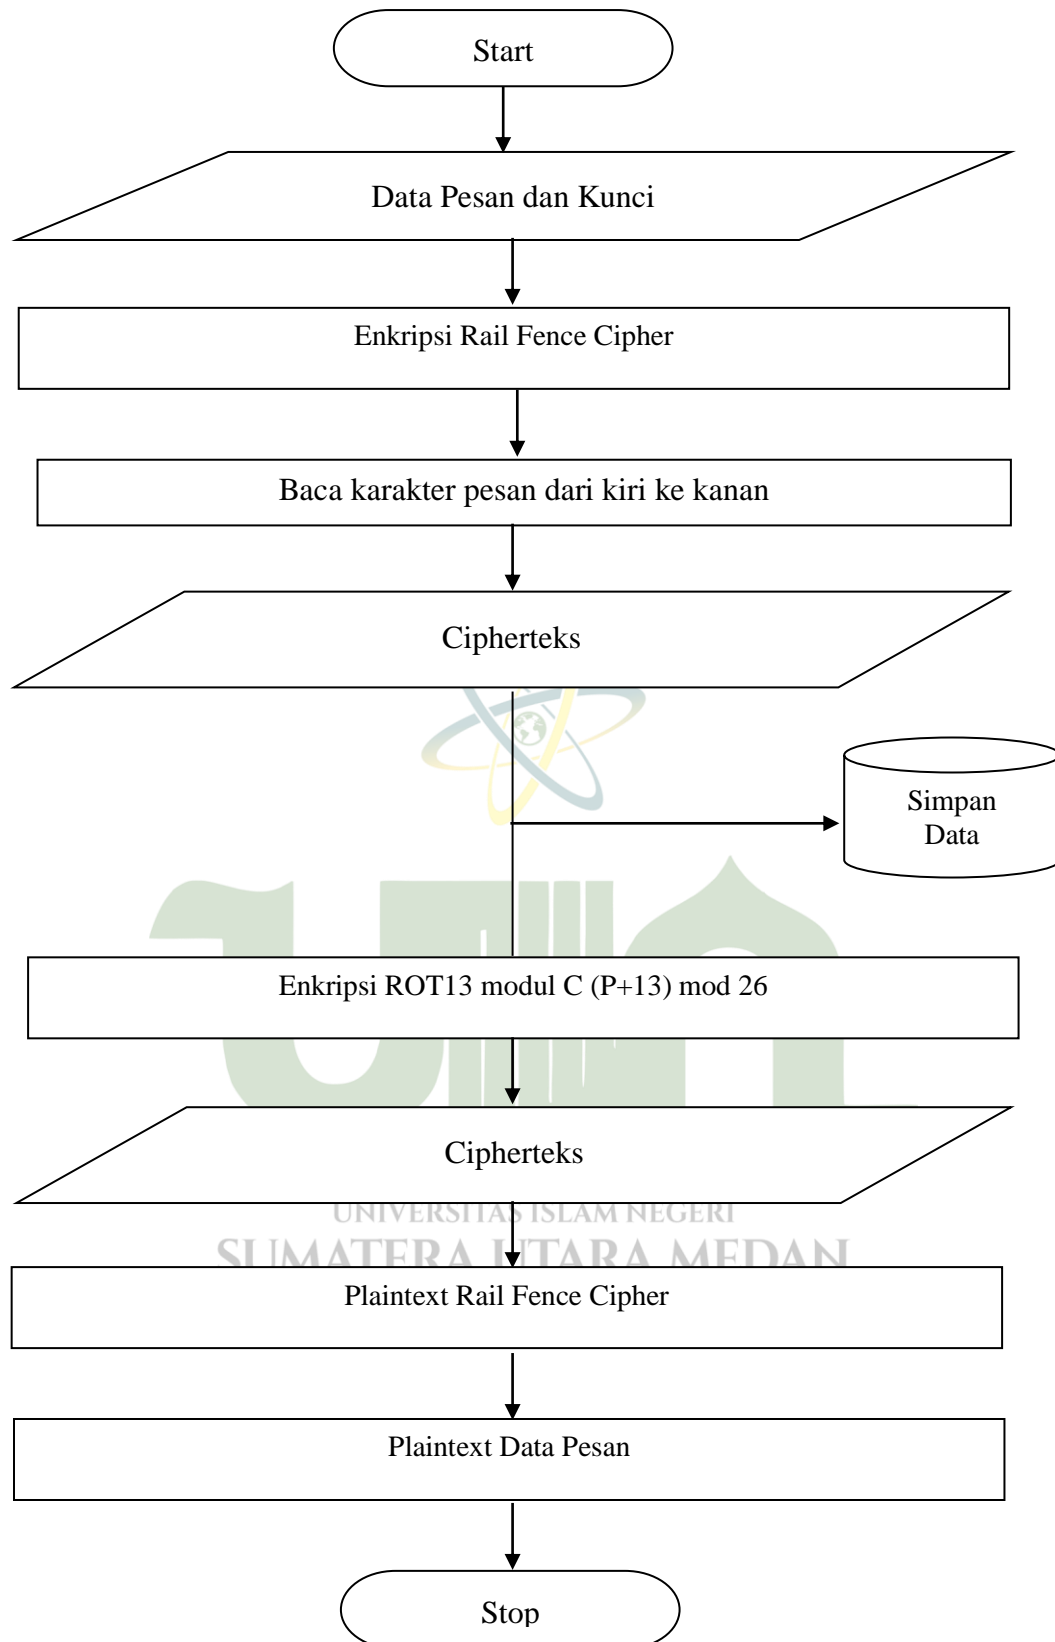 Start
Data Pesan dan Kunci
Enkripsi Rail Fence Cipher
Baca karakter pesan dari kiri ke kanan
Cipherteks
Simpan
Data
Enkripsi ROT13 modul C (P+13) mod 26
Cipherteks
UNIVERSITAS ISLAM NEGERI
SUMATERA UTARA MEDAN
Plaintext Rail Fence Cipher
Plaintext Data Pesan
Stop